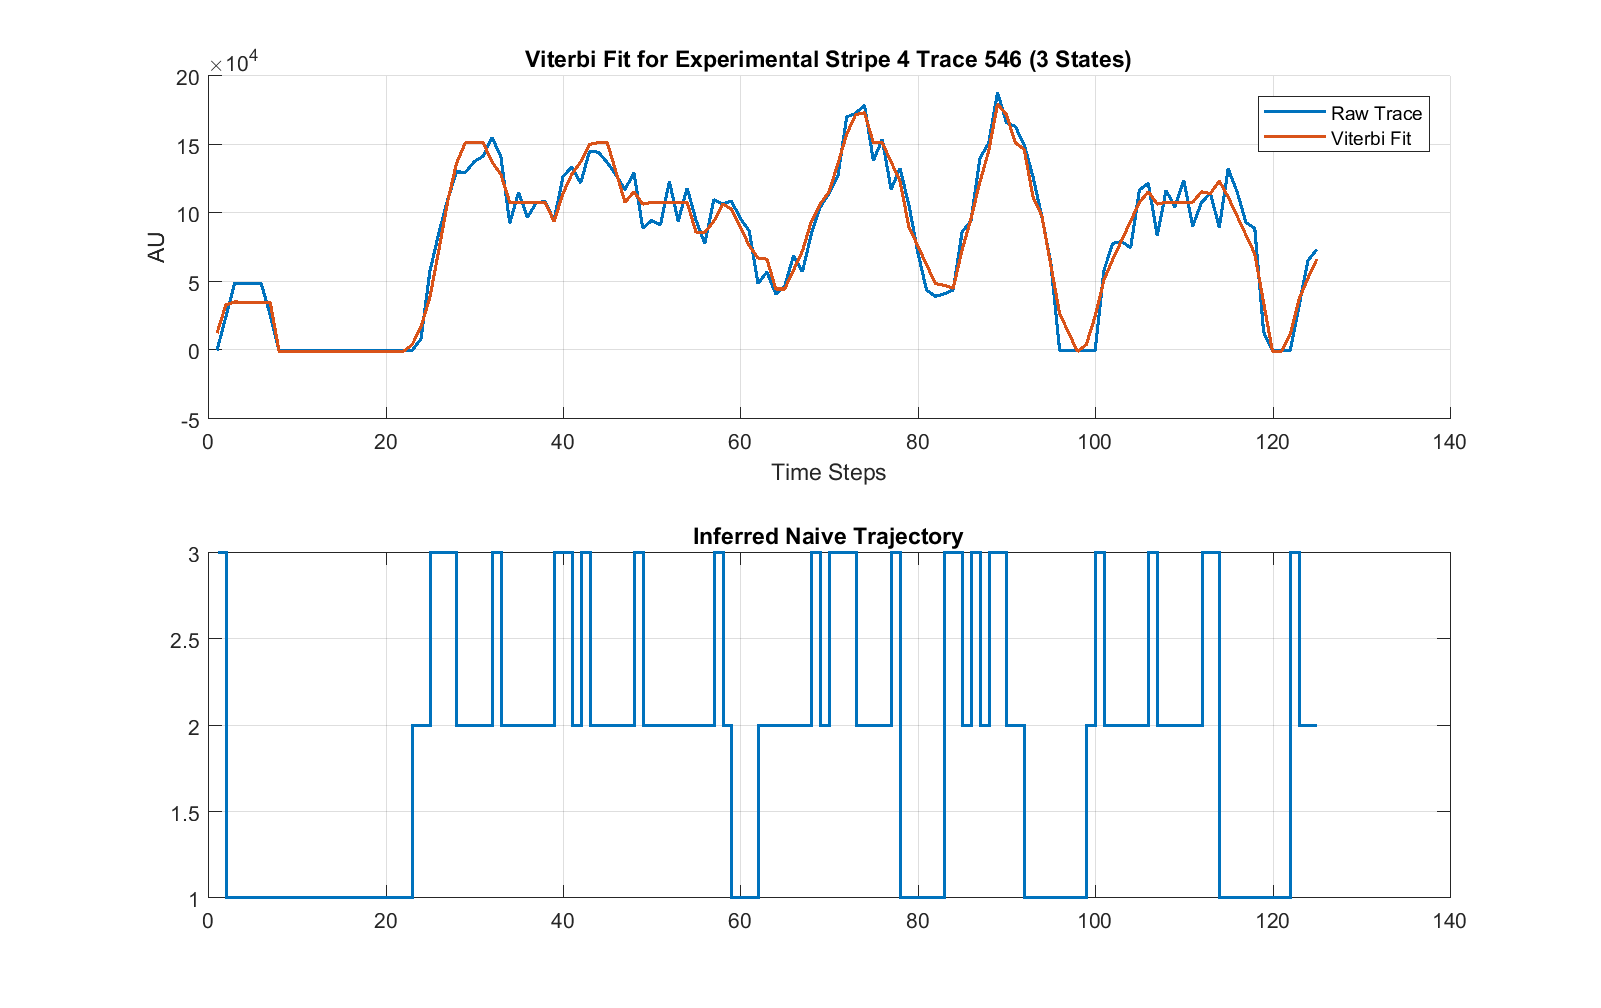 Viterbi Fit for Experimental Stripe 4 Trace 546 (3 States)
×10^4
20
15
10
5
0
-5
AU
0 20 40 60 80 100 120 140
Time Steps
Raw Trace
Viterbi Fit
Inferred Naive Trajectory
3
2.5
2
1.5
1
0 20 40 60 80 100 120 140